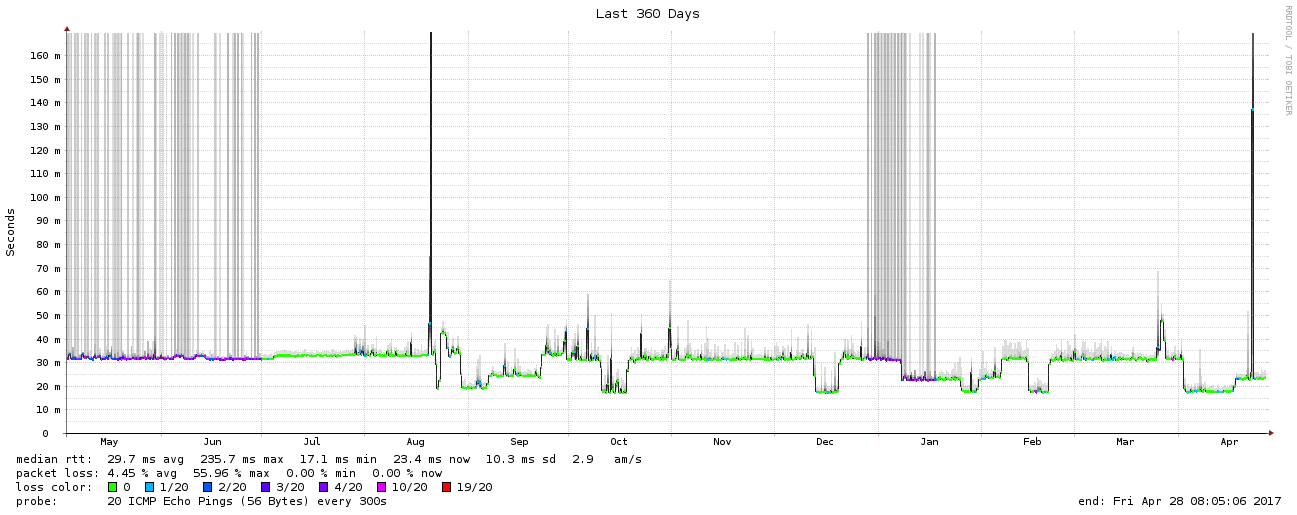 Last 360 Days
RRDTOOL / TOBI OETIKER
Seconds
160 m
150 m
140 m
130 m
120 m
110 m
100 m
90 m
80 m
70 m
60 m
50 m
40 m
30 m
20 m
10 m
0
May Jun Jul Aug Sep Oct Nov Dec Jan Feb Mar Apr
median rtt: 29.7 ms avg 235.7 ms max 17.1 ms min 23.4 ms now 10.3 ms sd 2.9 am/s
packet loss: 4.45 % avg 55.96 % max 0.00 % min 0.00 % now
loss color: 0 1/20 2/20 3/20 4/20 10/20 19/20
probe: 20 ICMP Echo Pings (56 Bytes) every 300s end: Fri Apr 28 08:05:06 2017